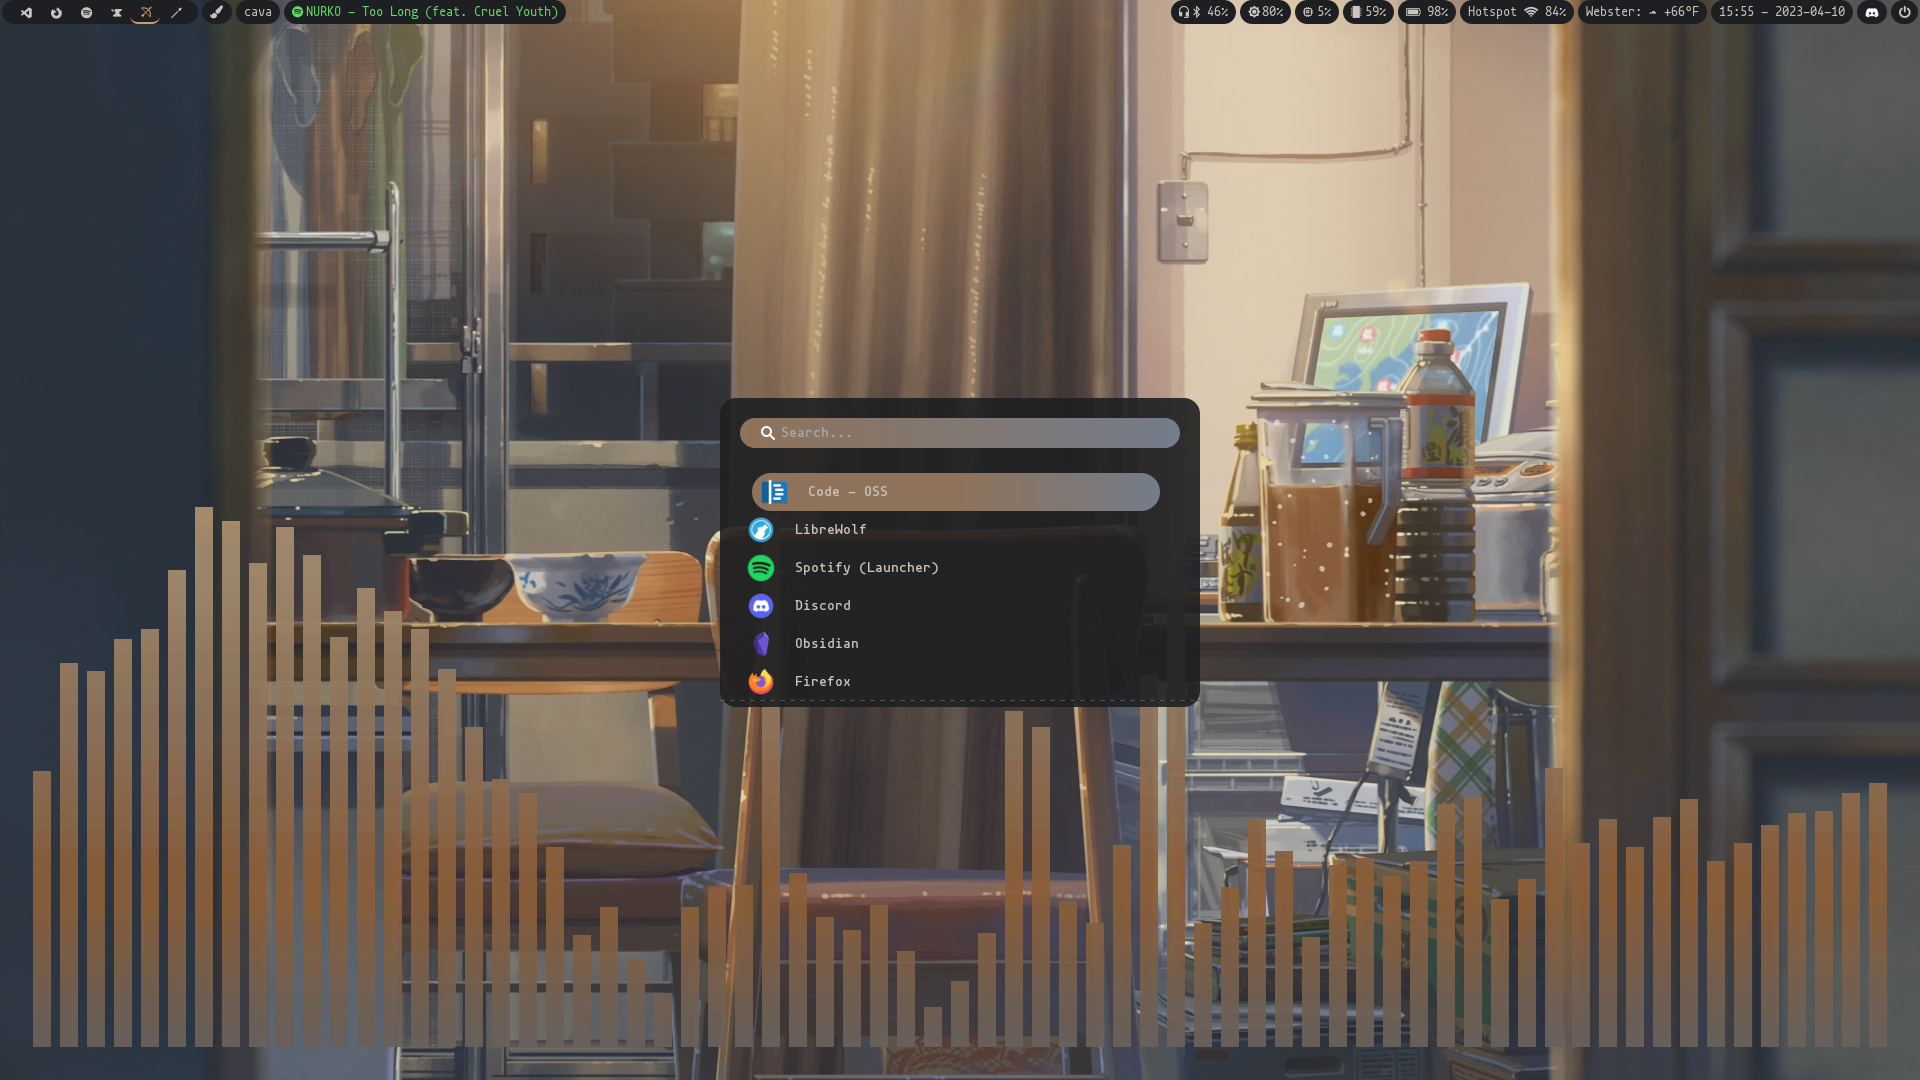 cava
NURKO – Too Long (feat. Cruel Youth)
46%
80%
5%
59%
98%
Hotspot 84%
Webster: +66°F
15:55 – 2023-04-10
Search...
Code – OSS
LibreWolf
Spotify (Launcher)
Discord
Obsidian
Firefox